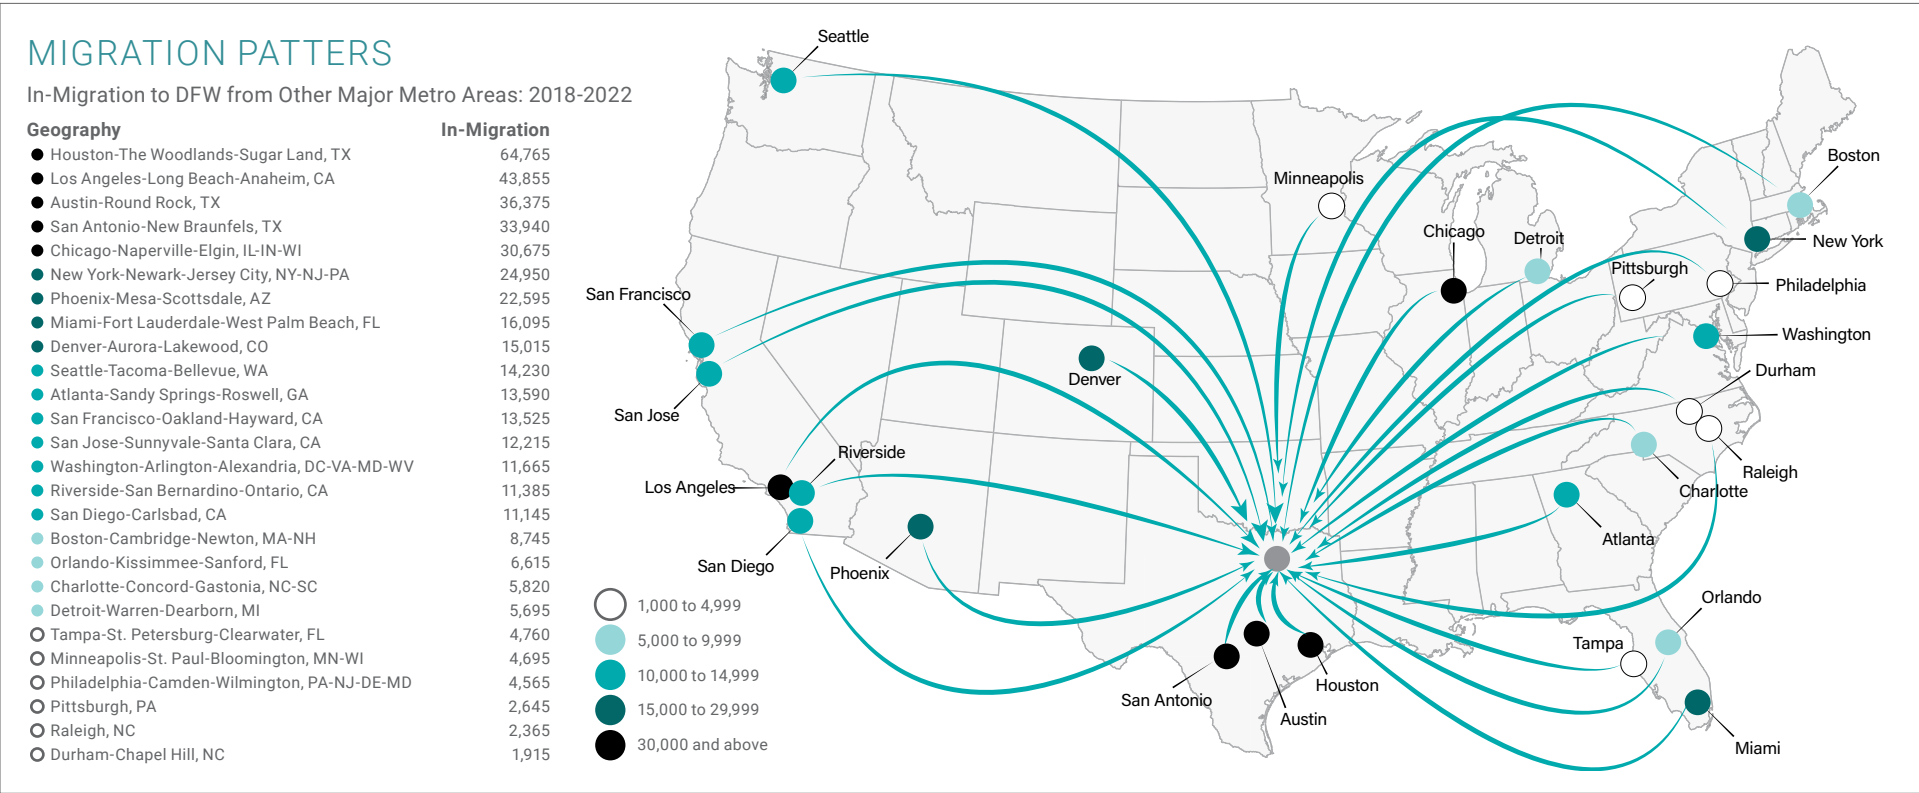 MIGRATION PATTERS
In-Migration to DFW from Other Major Metro Areas: 2018-2022
Geography In-Migration
Houston-The Woodlands-Sugar Land, TX 64,765
Los Angeles-Long Beach-Anaheim, CA 43,855
Austin-Round Rock, TX 36,375
San Antonio-New Braunfels, TX 33,940
Chicago-Naperville-Elgin, IL-IN-WI 30,675
New York-Newark-Jersey City, NY-NJ-PA 24,950
Phoenix-Mesa-Scottsdale, AZ 22,595
Miami-Fort Lauderdale-West Palm Beach, FL 16,095
Denver-Aurora-Lakewood, CO 15,015
Seattle-Tacoma-Bellevue, WA 14,230
Atlanta-Sandy Springs-Roswell, GA 13,590
San Francisco-Oakland-Hayward, CA 13,525
San Jose-Sunnyvale-Santa Clara, CA 12,215
Washington-Arlington-Alexandria, DC-VA-MD-WV 11,665
Riverside-San Bernardino-Ontario, CA 11,385
San Diego-Carlsbad, CA 11,145
Boston-Cambridge-Newton, MA-NH 8,745
Orlando-Kissimmee-Sanford, FL 6,615
Charlotte-Concord-Gastonia, NC-SC 5,820
Detroit-Warren-Dearborn, MI 5,695
Tampa-St. Petersburg-Clearwater, FL 4,760
Minneapolis-St. Paul-Bloomington, MN-WI 4,695
Philadelphia-Camden-Wilmington, PA-NJ-DE-MD 4,565
Pittsburgh, PA 2,645
Raleigh, NC 2,365
Durham-Chapel Hill, NC 1,915
1,000 to 4,999
5,000 to 9,999
10,000 to 14,999
15,000 to 29,999
30,000 and above
Seattle
Boston
Minneapolis
Chicago
Detroit
New York
Pittsburgh
Philadelphia
San Francisco
Washington
Denver
Durham
San Jose
Riverside
Raleigh
Los Angeles
Charlotte
Atlanta
San Diego
Phoenix
Orlando
Tampa
Houston
San Antonio
Austin
Miami